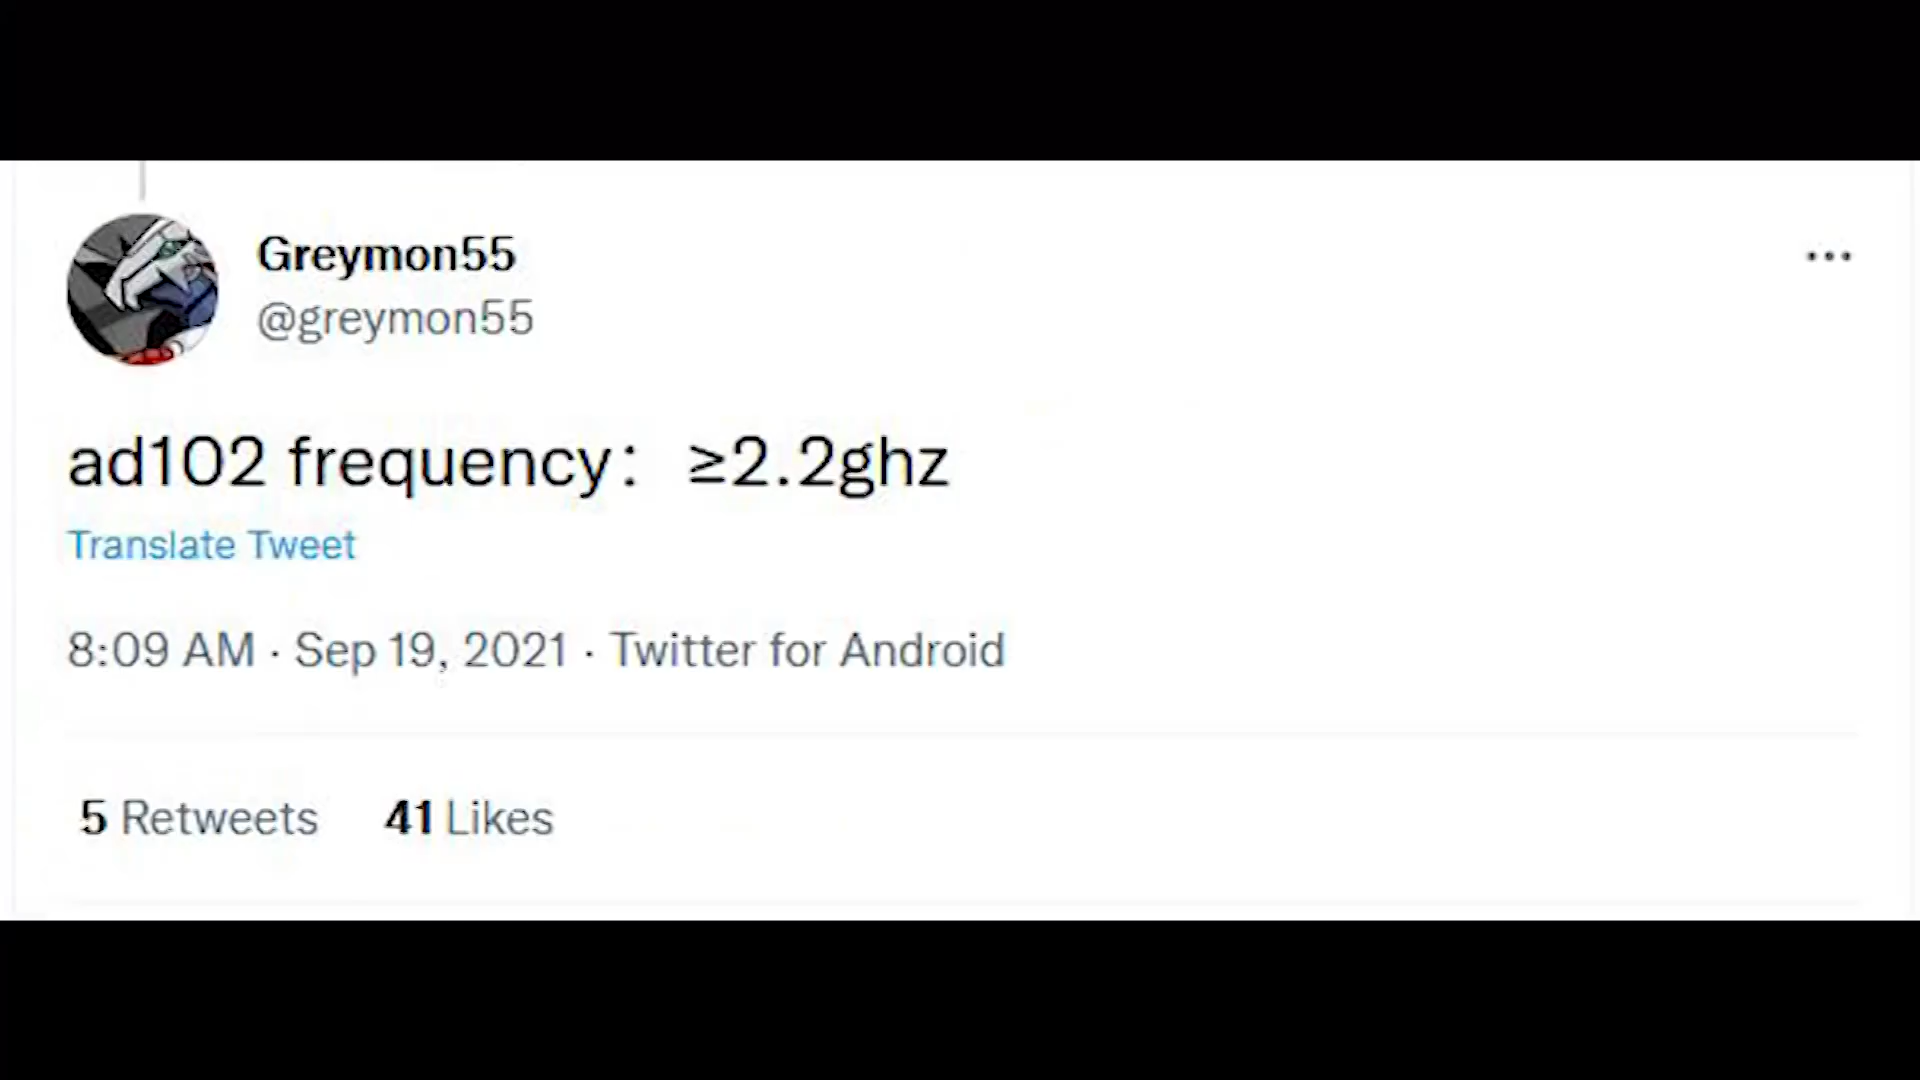 Greymon55
@greymon55
ad102 frequency： ≥2.2ghz
Translate Tweet
8:09 AM · Sep 19, 2021 · Twitter for Android
5 Retweets 41 Likes